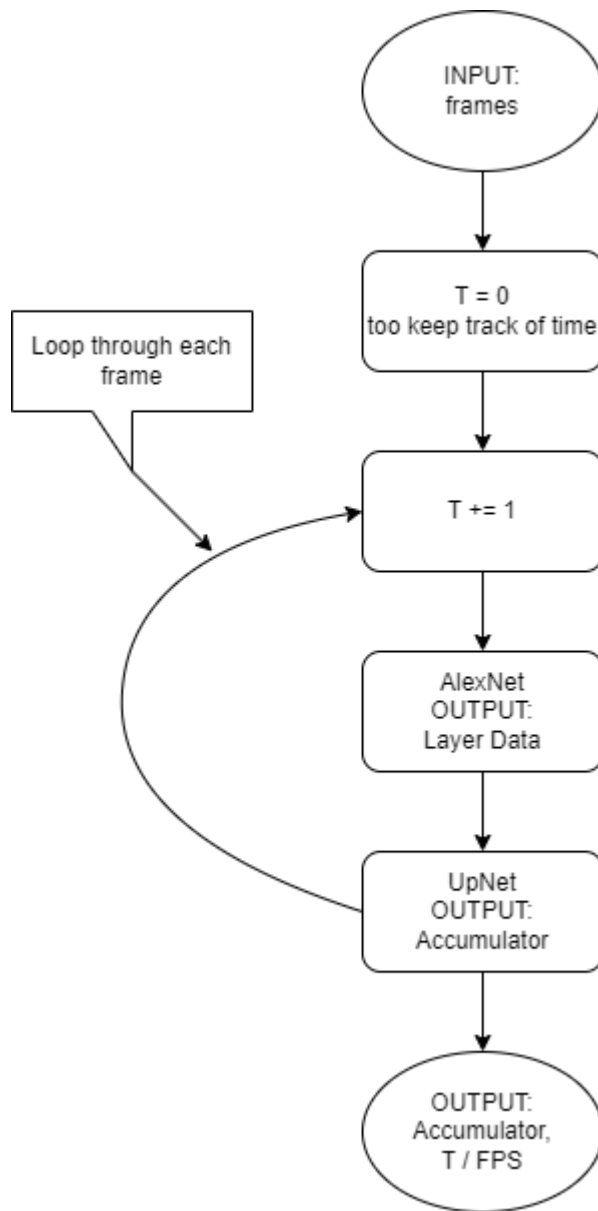 INPUT:
frames
T = 0
too keep track of time
Loop through each
frame
T += 1
AlexNet
OUTPUT:
Layer Data
UpNet
OUTPUT:
Accumulator
OUTPUT:
Accumulator,
T / FPS